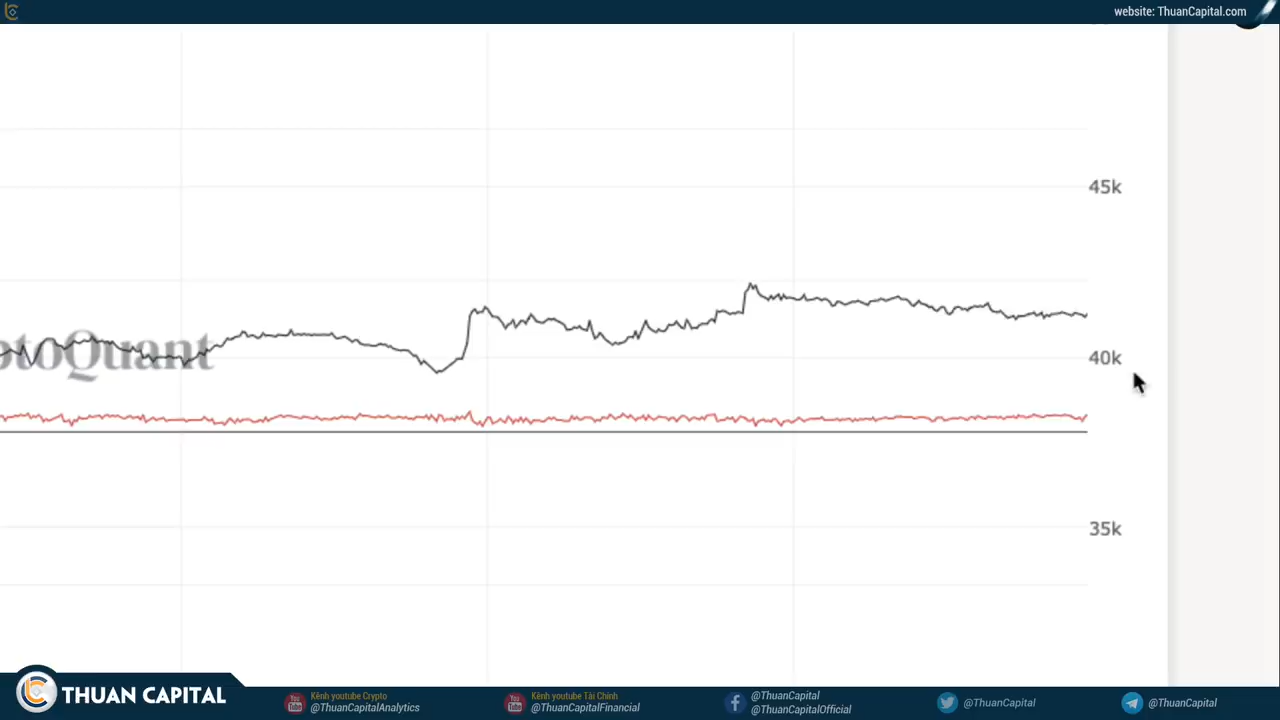 website: ThuanCapital.com
45k
otoQuant
40k
35k
THUAN CAPITAL
Kênh youtube Crypto
@ThuanCapitalAnalytics
Kênh youtube Tài Chính
@ThuanCapitalFinancial
@ThuanCapital
@ThuanCapitalOfficial
@ThuanCapital
@ThuanCapital